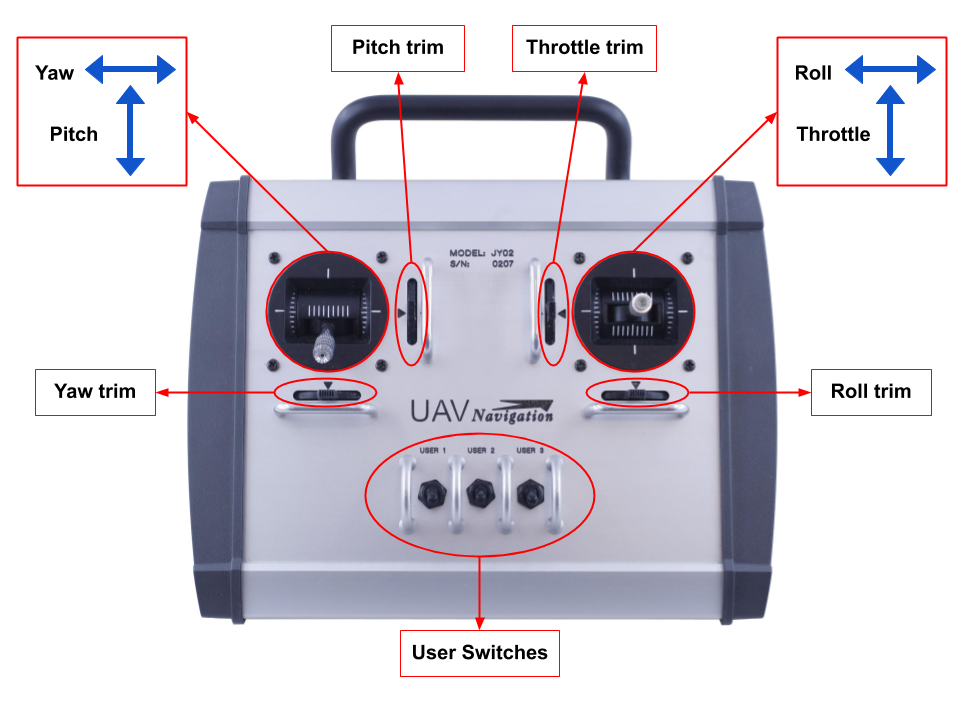 Pitch trim
Throttle trim
Yaw
Pitch
Roll
Throttle
MODEL: JY02
S/N: 0207
Yaw trim
Roll trim
UAV Navigation
USER 1 USER 2 USER 3
User Switches